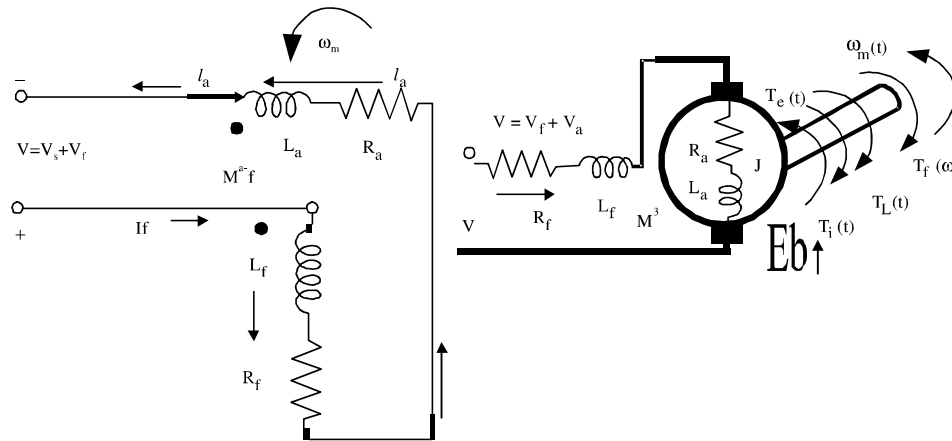 ωm
−
la
la
V=Vs+Vf
La
Ra
Ma-f
+
If
Lf
Rf
V = Vf + Va
V
Rf
Lf
M3
Ra
La
J
Te (t)
ωm(t)
Tf (ω
TL(t)
Ti (t)
Eb